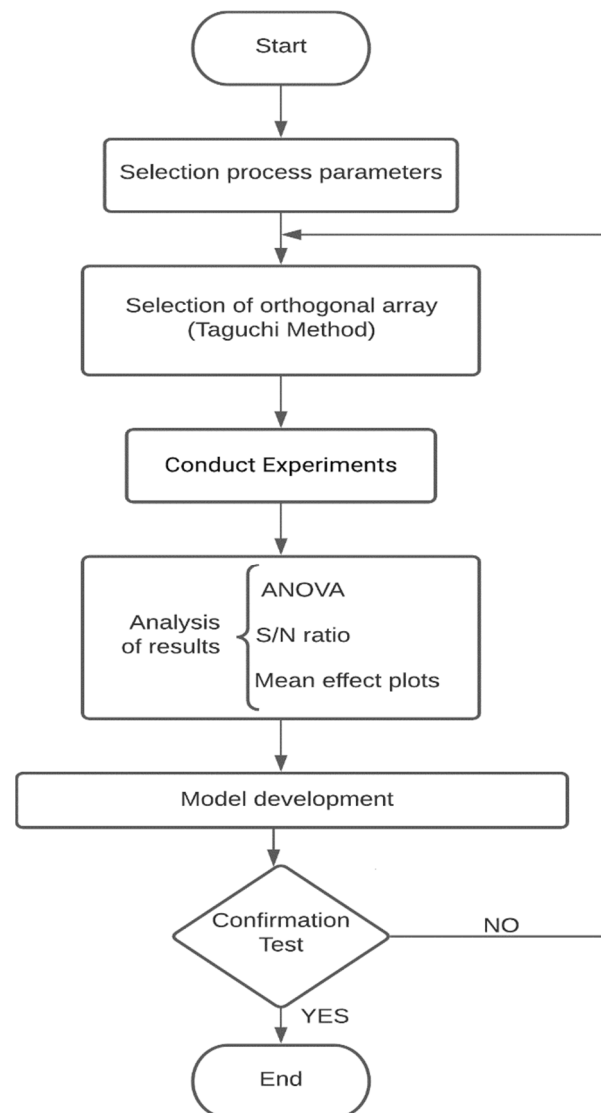 Start
Selection process parameters
Selection of orthogonal array
(Taguchi Method)
Conduct Experiments
Analysis
of results
ANOVA
S/N ratio
Mean effect plots
Model development
Confirmation
Test
NO
YES
End